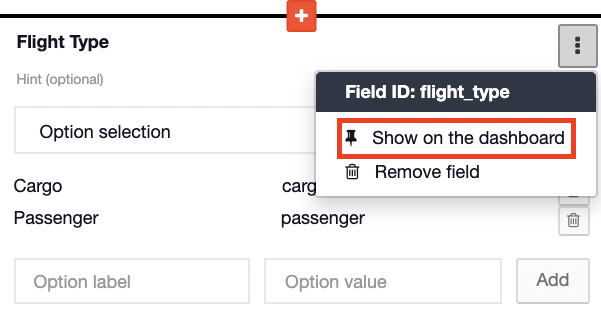 Flight Type
Hint (optional)
Field ID: flight_type
Option selection
Show on the dashboard
Remove field
Cargo carg
Passenger passenger
Option label Option value Add